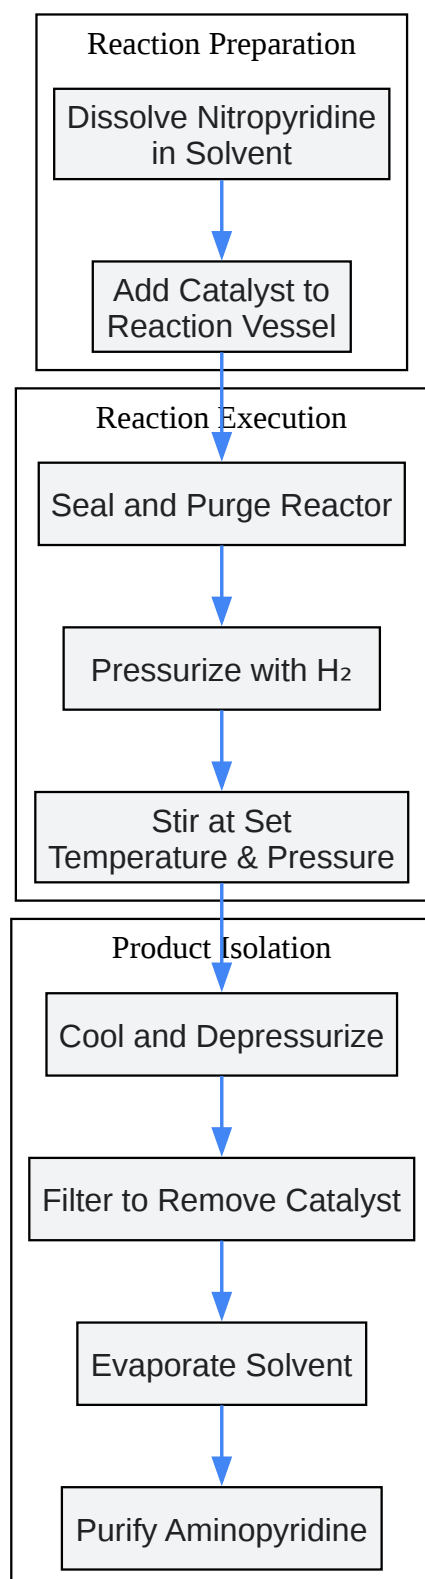 Reaction Preparation
Dissolve Nitropyridine
in Solvent
Add Catalyst to
Reaction Vessel
Reaction Execution
Seal and Purge Reactor
Pressurize with H₂
Stir at Set
Temperature & Pressure
Product Isolation
Cool and Depressurize
Filter to Remove Catalyst
Evaporate Solvent
Purify Aminopyridine